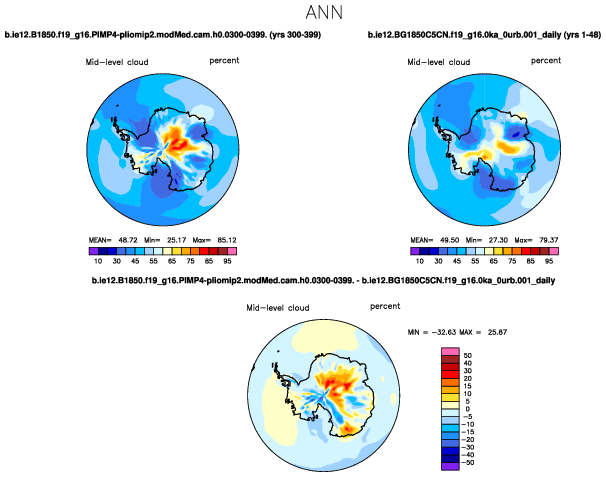 ANN
b.ie12.B1850.f19_g16.PIMP4-pliomip2.modMed.cam.h0.0300-0399. (yrs 300-399)
b.ie12.BG1850C5CN.f19_g16.0ka_0urb.001_daily (yrs 1-48)
Mid-level cloud percent
Mid-level cloud percent
MEAN= 48.72 Min= 25.17 Max= 85.12
MEAN= 49.50 Min= 27.30 Max= 79.37
10 30 45 55 65 75 85 95
10 30 45 55 65 75 85 95
b.ie12.B1850.f19_g16.PIMP4-pliomip2.modMed.cam.h0.0300-0399. - b.ie12.BG1850C5CN.f19_g16.0ka_0urb.001_daily
Mid-level cloud percent
MIN = -32.63 MAX = 25.87
50
40
30
20
15
10
5
0
-5
-10
-15
-20
-30
-40
-50